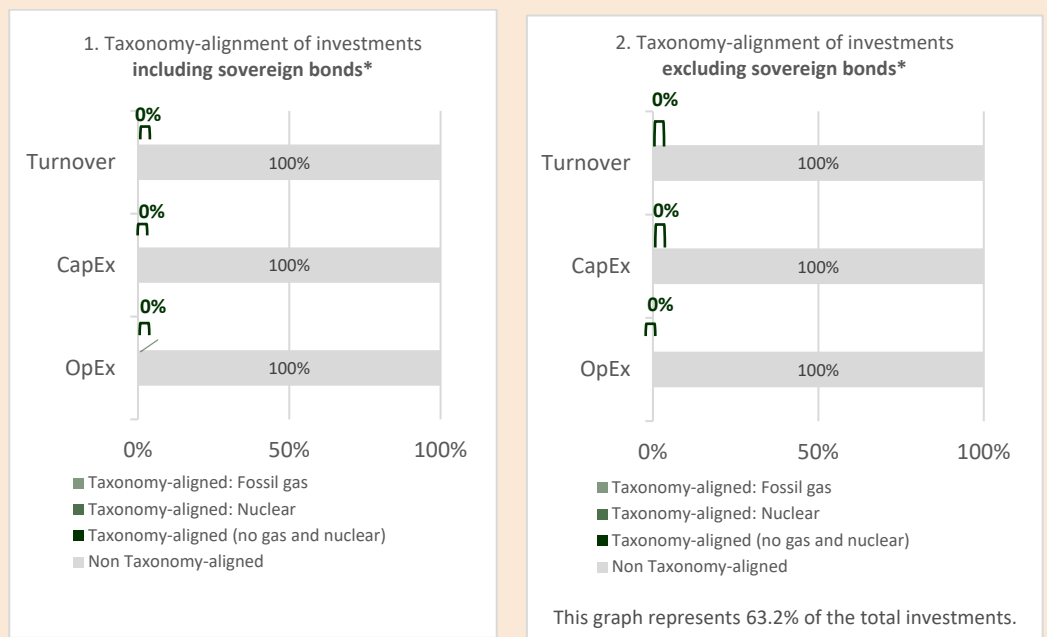 1. Taxonomy-alignment of investments
including sovereign bonds*
0%
Turnover
100%
0%
CapEx
100%
0%
OpEx
100%
0% 50% 100%
Taxonomy-aligned: Fossil gas
Taxonomy-aligned: Nuclear
Taxonomy-aligned (no gas and nuclear)
Non Taxonomy-aligned
2. Taxonomy-alignment of investments
excluding sovereign bonds*
0%
Turnover
100%
0%
CapEx
100%
0%
OpEx
100%
0% 50% 100%
Taxonomy-aligned: Fossil gas
Taxonomy-aligned: Nuclear
Taxonomy-aligned (no gas and nuclear)
Non Taxonomy-aligned
This graph represents 63.2% of the total investments.